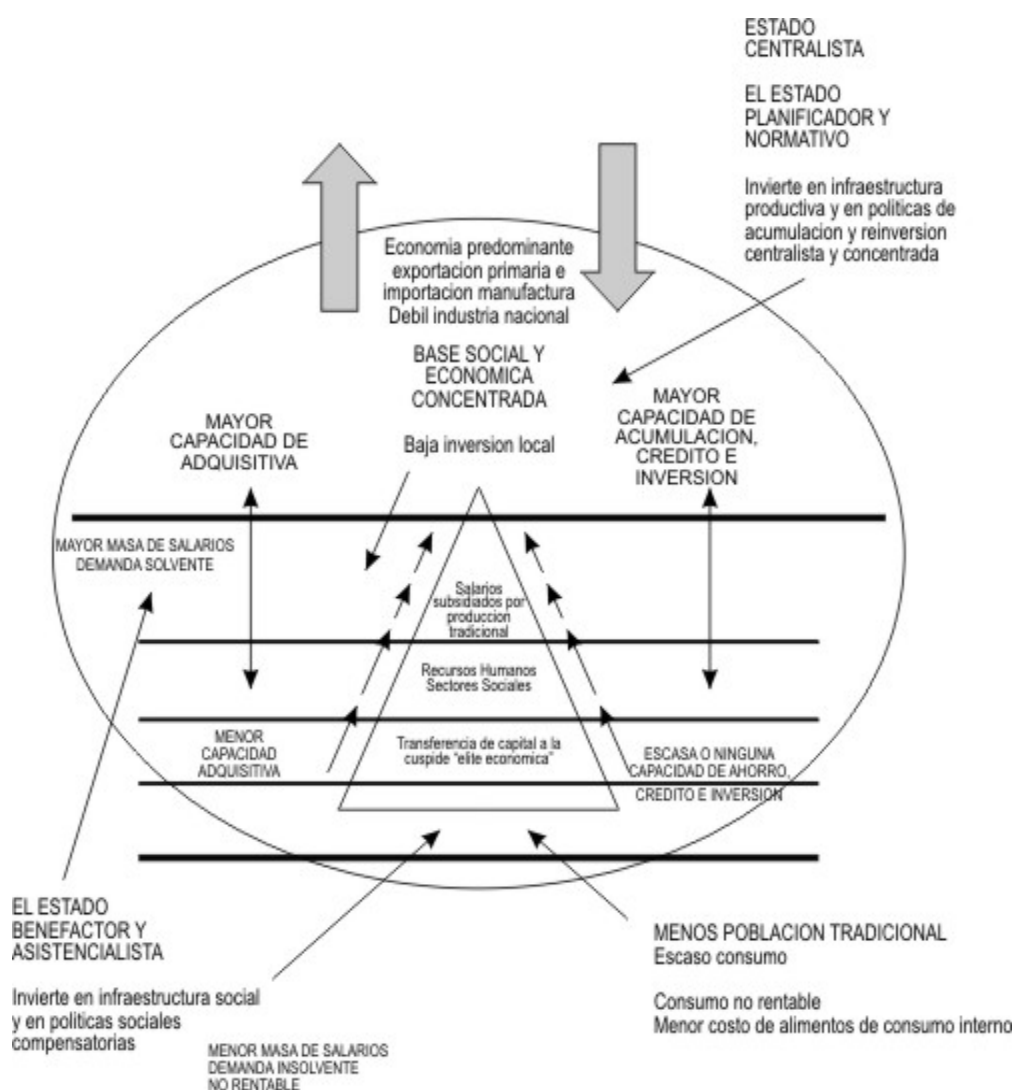 ESTADO
CENTRALISTA
EL ESTADO
PLANIFICADOR Y
NORMATIVO
Invierte en infraestructura
productiva y en politicas de
acumulacion y reinversion
centralista y concentrada
Economia predominante
exportacion primaria e
importacion manufactura
Debil industria nacional
BASE SOCIAL Y
ECONOMICA
CONCENTRADA
Baja inversion local
MAYOR
CAPACIDAD DE
ADQUISITIVA
MAYOR
CAPACIDAD DE
ACUMULACION,
CREDITO E
INVERSION
MAYOR MASA DE SALARIOS
DEMANDA SOLVENTE
Salarios
subsidiados por
produccion
tradicional
Recursos Humanos
Sectores Sociales
MENOR
CAPACIDAD
ADQUISITIVA
Transferencia de capital a la
cuspide "elite economica"
ESCASA O NINGUNA
CAPACIDAD DE AHORRO,
CREDITO E INVERSION
EL ESTADO
BENEFACTOR Y
ASISTENCIALISTA
Invierte en infraestructura social
y en politicas sociales
compensatorias
MENOR MASA DE SALARIOS
DEMANDA INSOLVENTE
NO RENTABLE
MENOS POBLACION TRADICIONAL
Escaso consumo
Consumo no rentable
Menor costo de alimentos de consumo interno